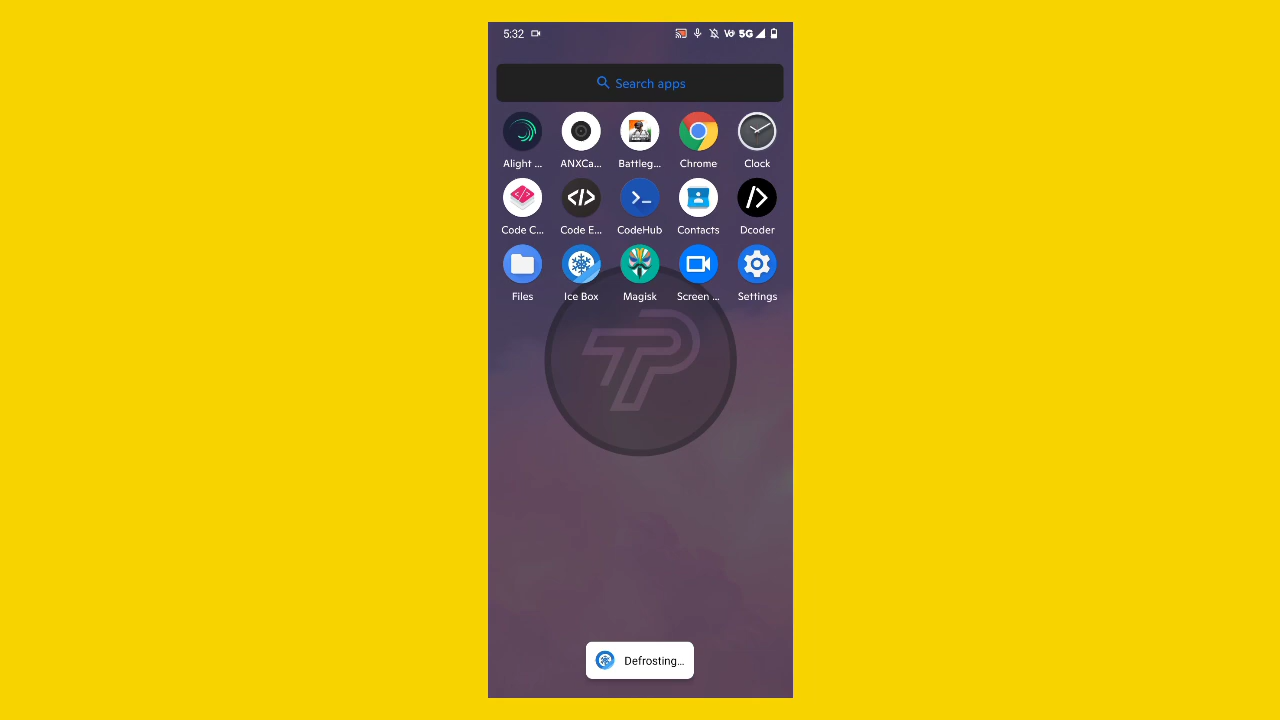 5:32 5G
Search apps
Alight ... ANXCa... Battleg... Chrome Clock
Code C... Code E... CodeHub Contacts Dcoder
Files Ice Box Magisk Screen ... Settings
Defrosting...